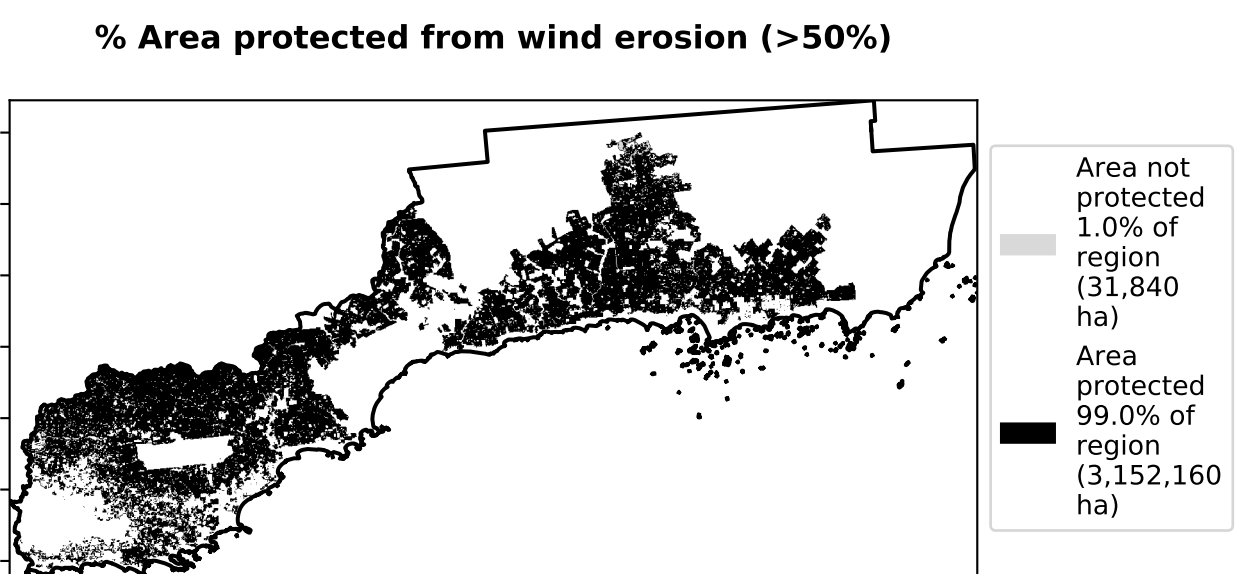 % Area protected from wind erosion (>50%)
Area not
protected
1.0% of
region
(31,840
ha)
Area
protected
99.0% of
region
(3,152,160
ha)